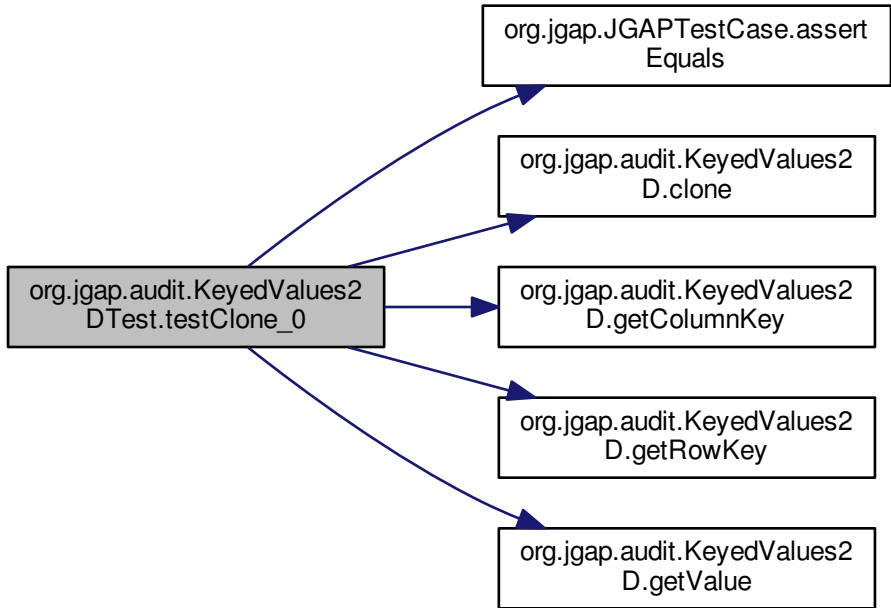 org.jgap.JGAPTestCase.assert
Equals
org.jgap.audit.KeyedValues2
D.clone
org.jgap.audit.KeyedValues2
DTest.testClone_0
org.jgap.audit.KeyedValues2
D.getColumnKey
org.jgap.audit.KeyedValues2
D.getRowKey
org.jgap.audit.KeyedValues2
D.getValue